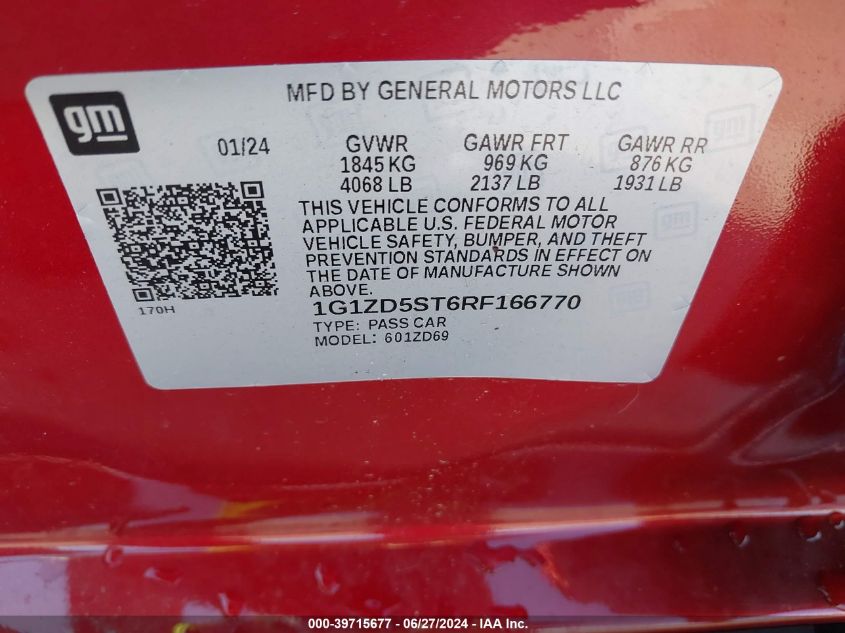 gm
MFD BY GENERAL MOTORS LLC
01/24 GVWR GAWR FRT GAWR RR
1845 KG 969 KG 876 KG
4068 LB 2137 LB 1931 LB
THIS VEHICLE CONFORMS TO ALL
APPLICABLE U.S. FEDERAL MOTOR
VEHICLE SAFETY, BUMPER, AND THEFT
PREVENTION STANDARDS IN EFFECT ON
THE DATE OF MANUFACTURE SHOWN
ABOVE.
170H
1G1ZD5ST6RF166770
TYPE: PASS CAR
MODEL: 601ZD69
000-39715677 - 06/27/2024 - IAA Inc.